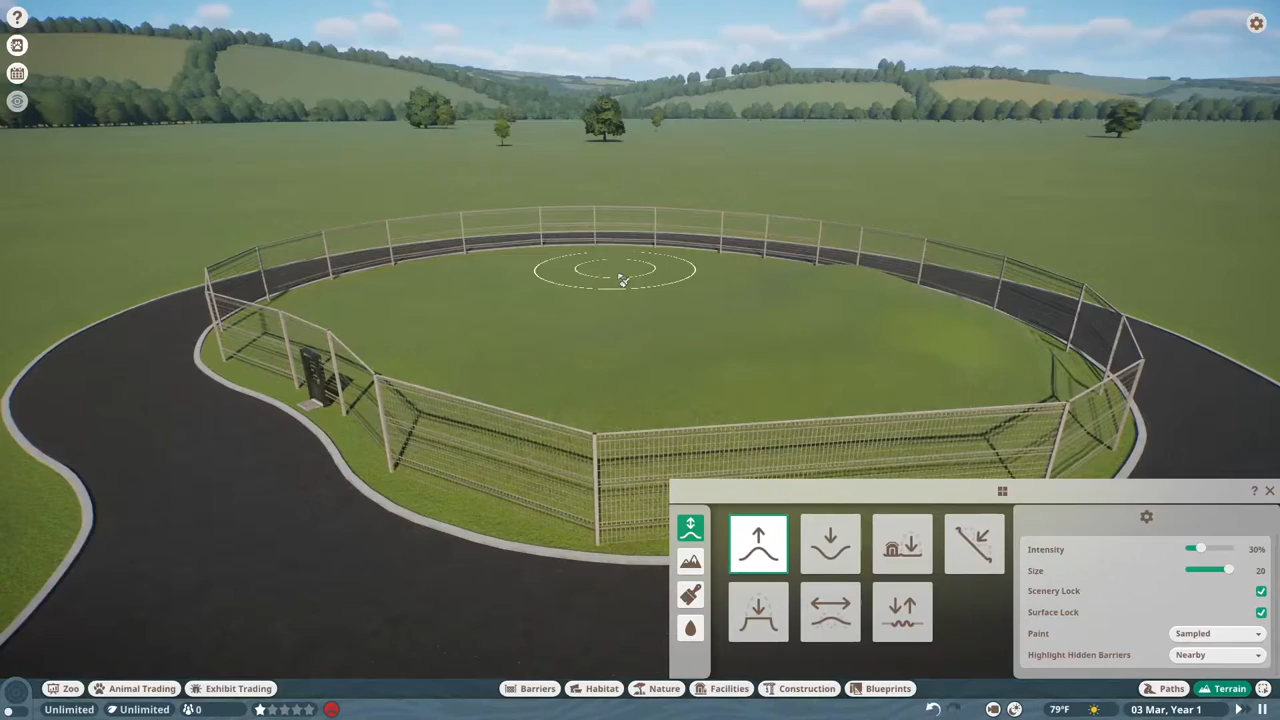 ?
? 
Intensity 30%
Size 20
Scenery Lock
Surface Lock
Paint Sampled
Highlight Hidden Barriers Nearby
Zoo Animal Trading Exhibit Trading Barriers Habitat Nature Facilities Construction Blueprints Paths Terrain
Unlimited Unlimited 0 79°F 03 Mar, Year 1